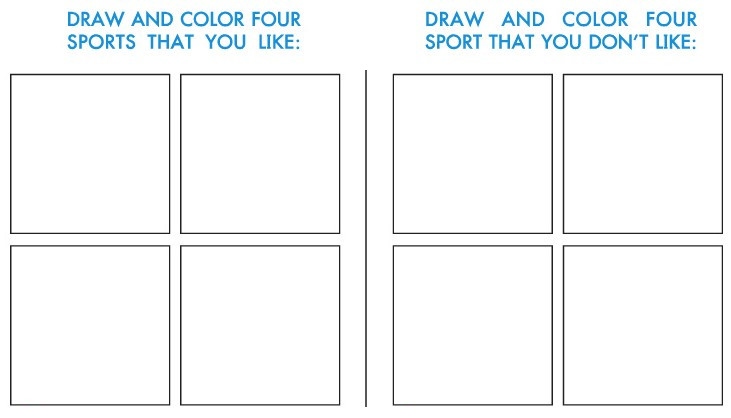 DRAW AND COLOR FOUR
SPORTS THAT YOU LIKE:
DRAW AND COLOR FOUR
SPORT THAT YOU DON'T LIKE: